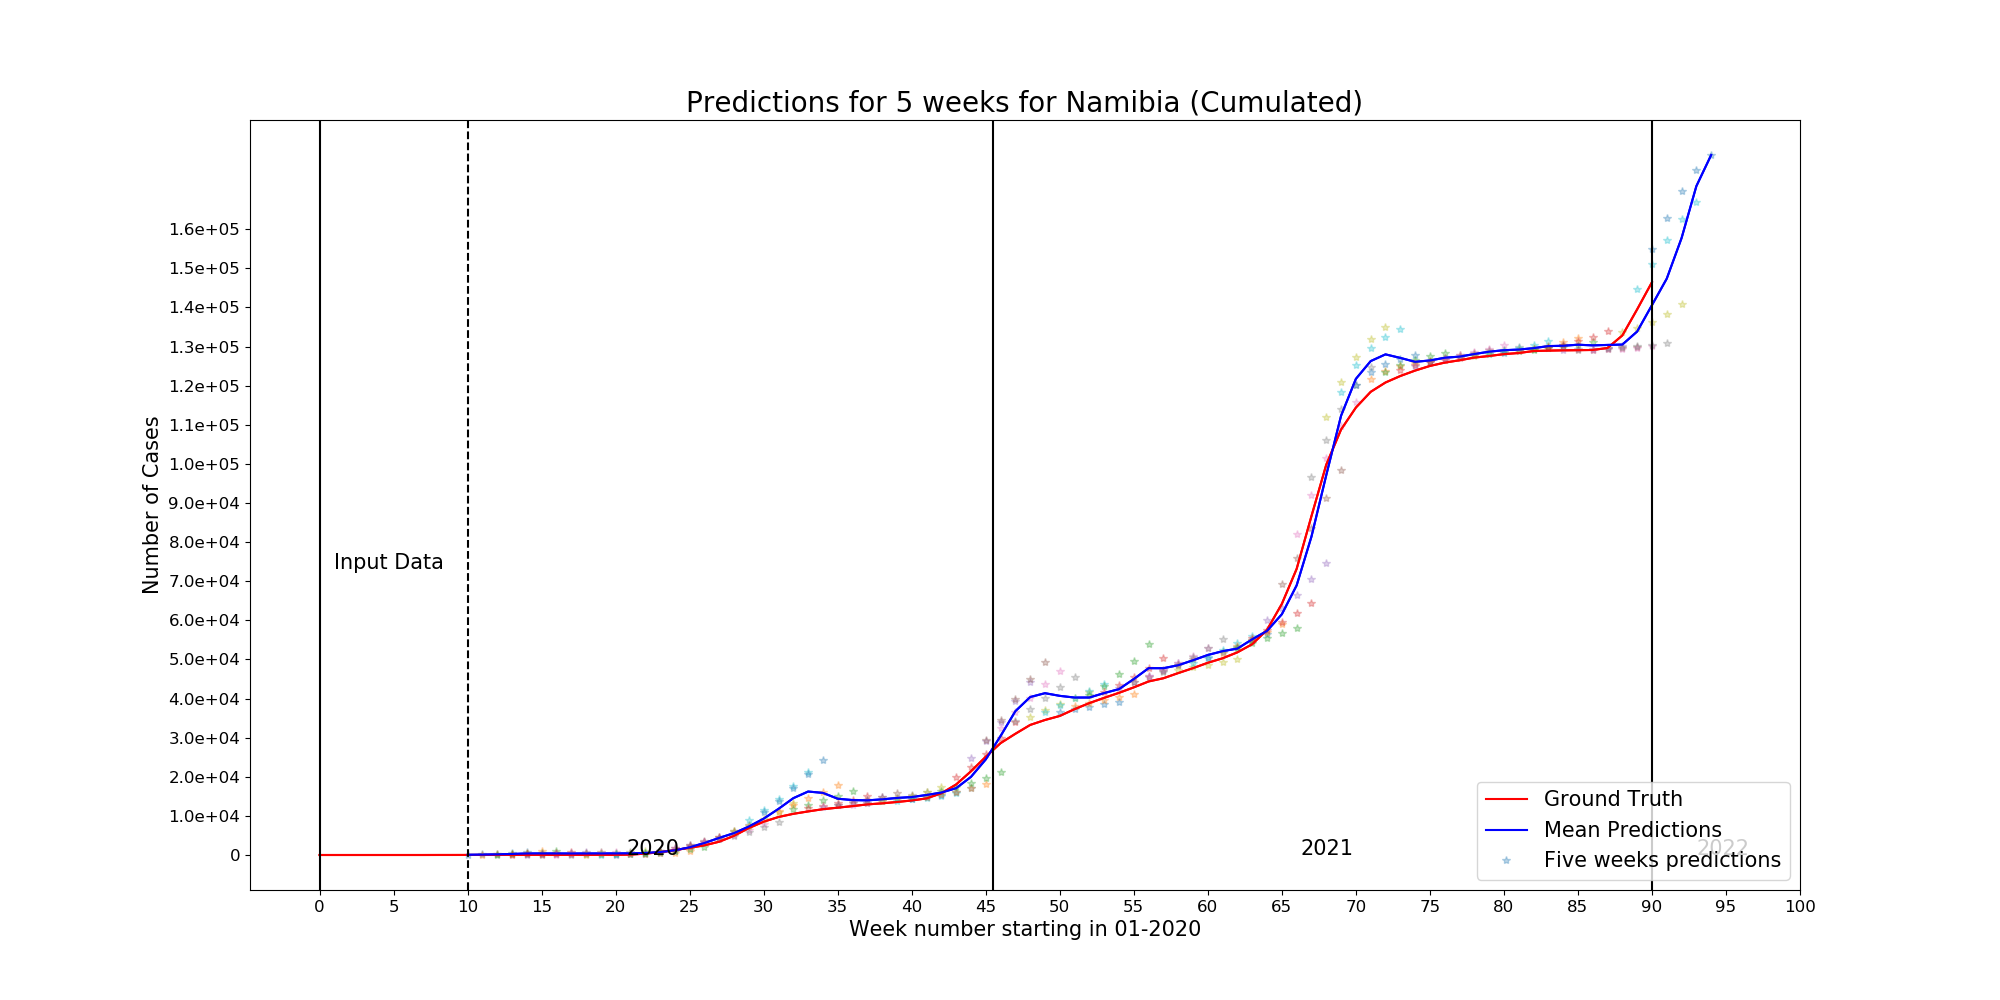 Predictions for 5 weeks for Namibia (Cumulated)
Number of Cases
1.6e+05
1.5e+05
1.4e+05
1.3e+05
1.2e+05
1.1e+05
1.0e+05
9.0e+04
8.0e+04
7.0e+04
6.0e+04
5.0e+04
4.0e+04
3.0e+04
2.0e+04
1.0e+04
0
Input Data
2020
2021
2022
Ground Truth
Mean Predictions
Five weeks predictions
0 5 10 15 20 25 30 35 40 45 50 55 60 65 70 75 80 85 90 95 100
Week number starting in 01-2020